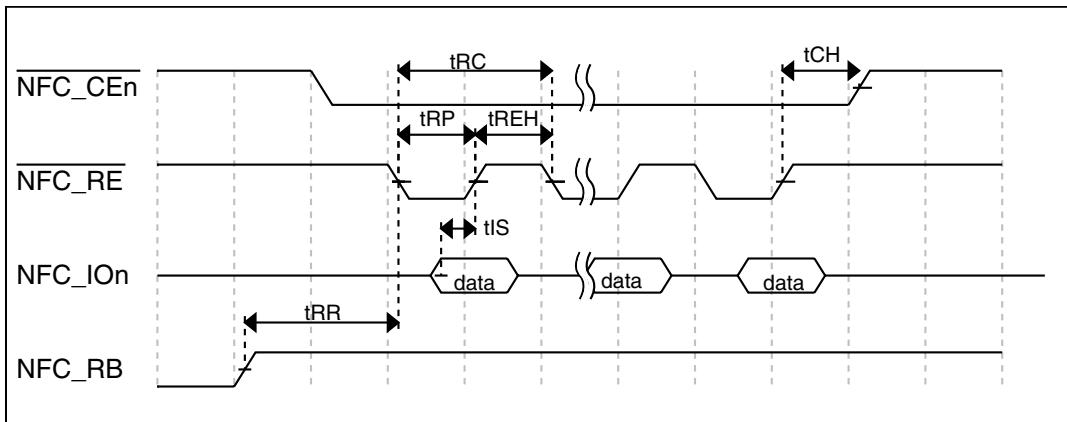 tRC
tCH
NFC_CEn
tRP
tREH
NFC_RE
tIS
NFC_IOn
data
data
data
tRR
NFC_RB